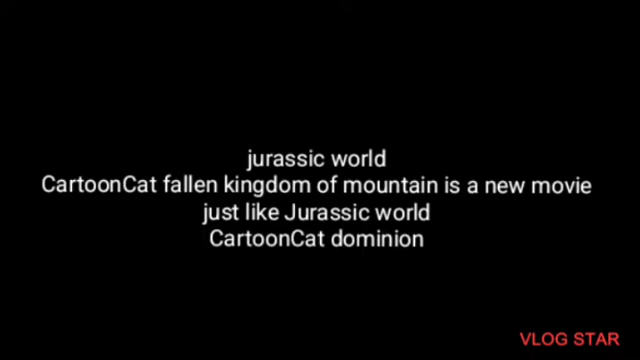 jurassic world
CartoonCat fallen kingdom of mountain is a new movie
just like Jurassic world
CartoonCat dominion
VLOG STAR